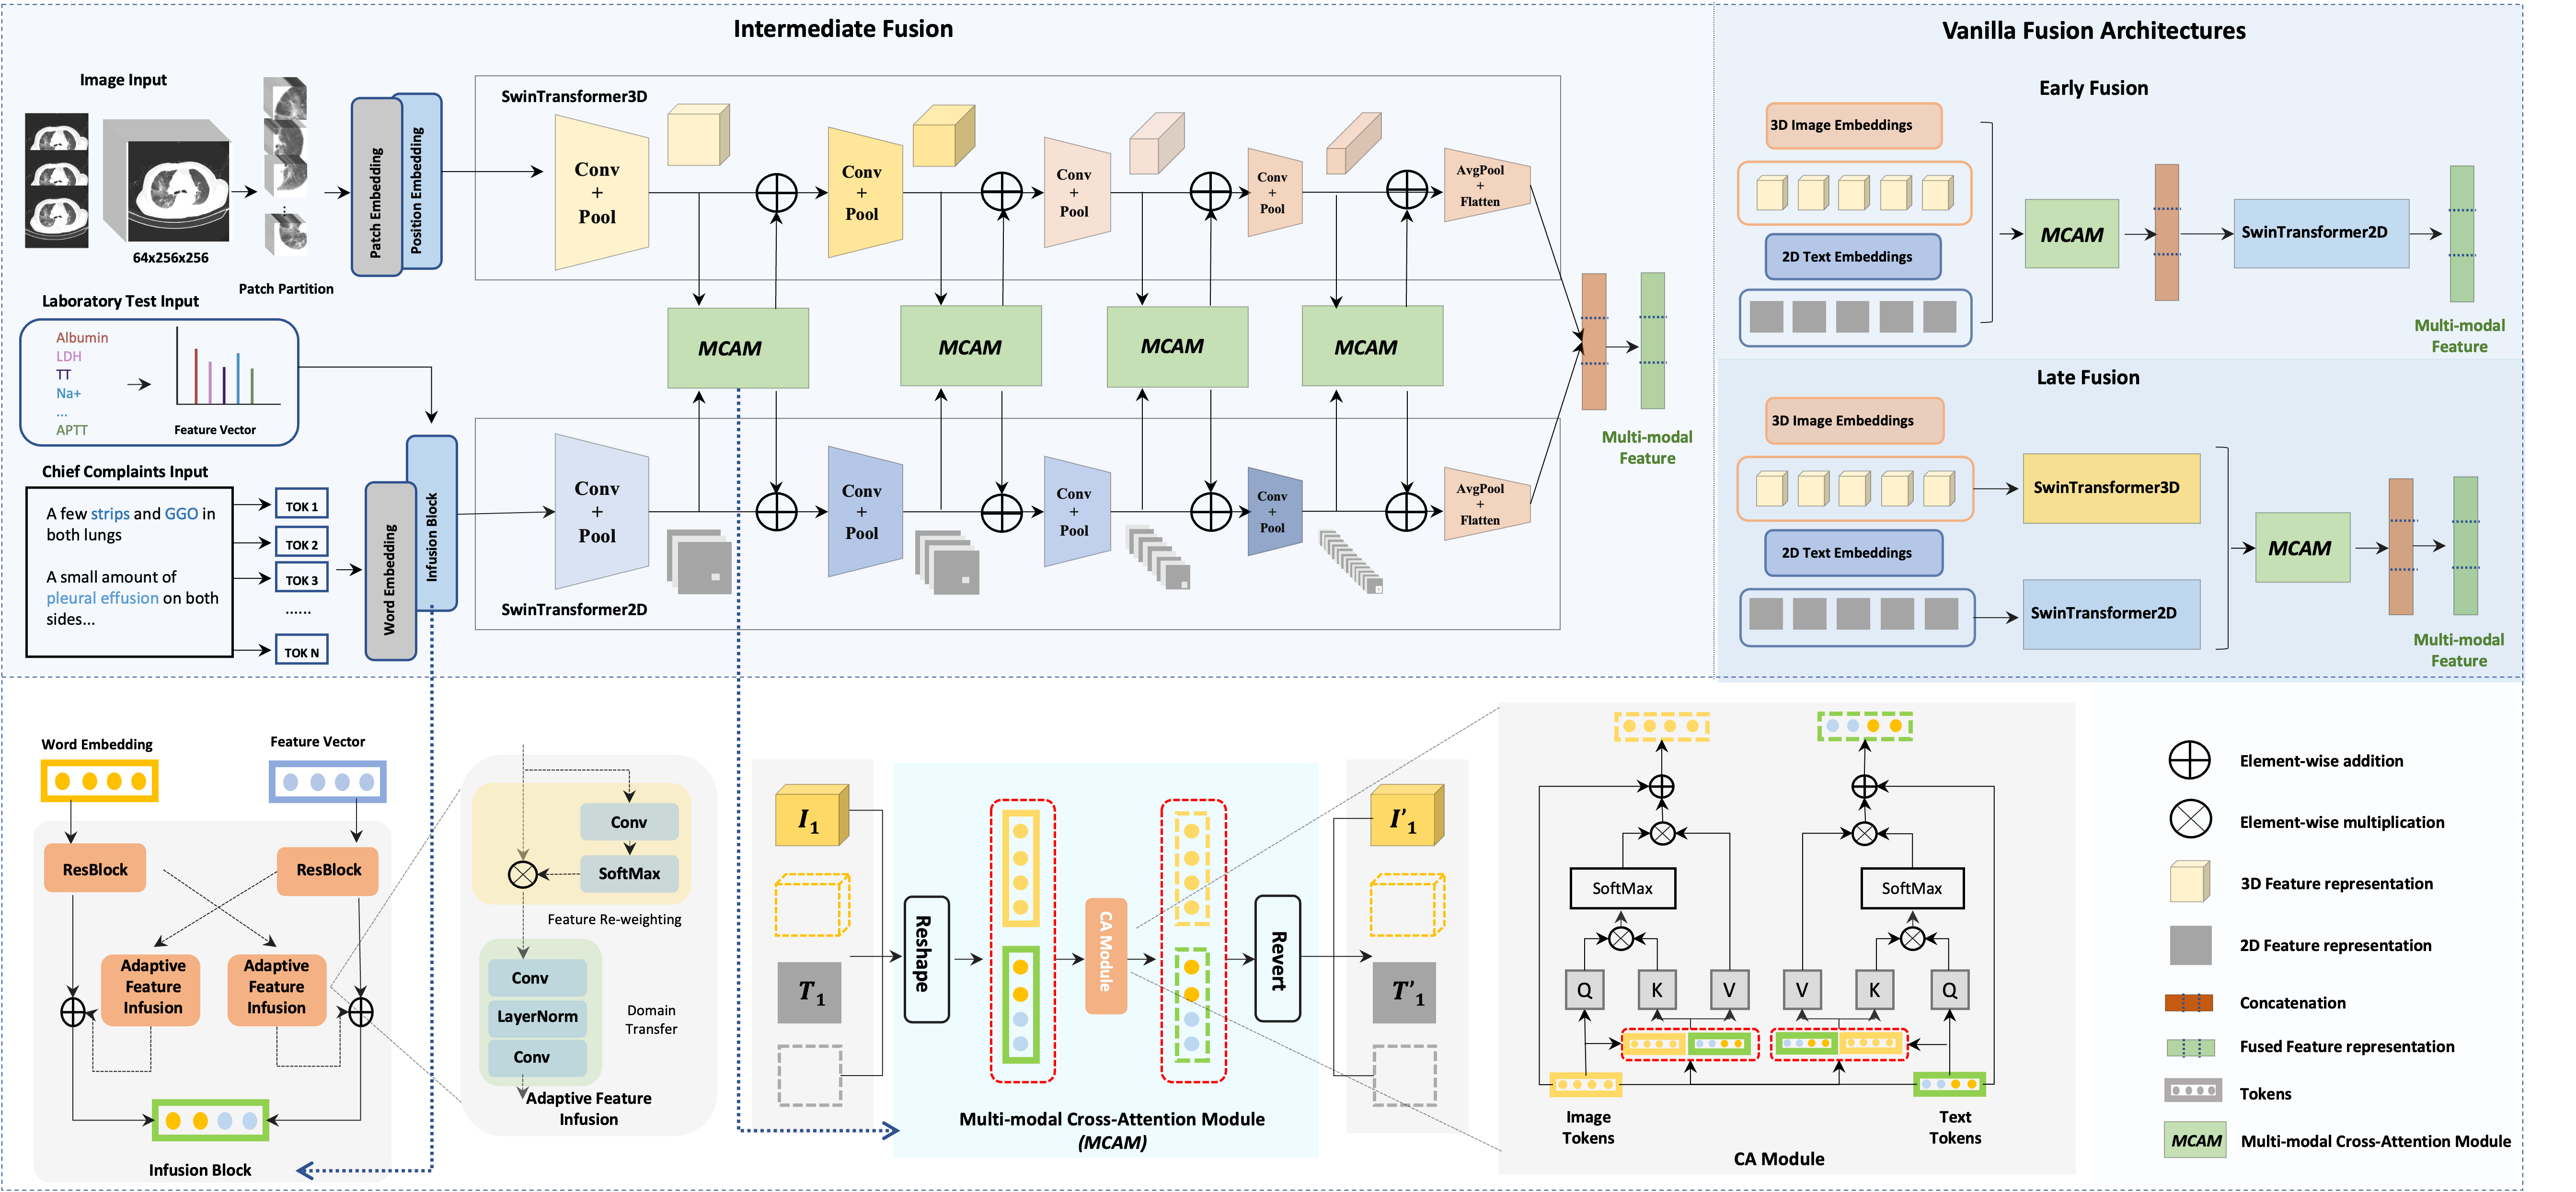 Intermediate Fusion
Image Input
64x256x256
Patch Partition
Patch Embedding
Position Embedding
Laboratory Test Input
Albumin
LDH
TT
Na+
...
APTT
Feature Vector
Chief Complaints Input
A few strips and GGO in
both lungs
A small amount of
pleural effusion on both
sides...
TOK 1
TOK 2
TOK 3
......
TOK N
Word Embedding
Infusion Block
SwinTransformer3D
Conv
+
Pool
Conv
+
Pool
Conv
+
Pool
Conv
+
Pool
AvgPool
+
Flatten
MCAM
MCAM
MCAM
MCAM
Conv
+
Pool
Conv
+
Pool
Conv
+
Pool
Conv
+
Pool
AvgPool
+
Flatten
SwinTransformer2D
Multi-modal
Feature
Vanilla Fusion Architectures
Early Fusion
3D Image Embeddings
2D Text Embeddings
MCAM
SwinTransformer2D
Multi-modal
Feature
Late Fusion
3D Image Embeddings
2D Text Embeddings
SwinTransformer3D
SwinTransformer2D
MCAM
Multi-modal
Feature
Word Embedding
Feature Vector
ResBlock
ResBlock
Adaptive
Feature
Infusion
Adaptive
Feature
Infusion
Infusion Block
Conv
SoftMax
Feature Re-weighting
Conv
LayerNorm
Conv
Domain
Transfer
Adaptive Feature
Infusion
I1
T1
Reshape
CA Module
Revert
I'1
T'1
Multi-modal Cross-Attention Module
(MCAM)
SoftMax
SoftMax
Q
K
V
V
K
Q
Image
Tokens
Text
Tokens
CA Module
Element-wise addition
Element-wise multiplication
3D Feature representation
2D Feature representation
Concatenation
Fused Feature representation
Tokens
MCAM
Multi-modal Cross-Attention Module